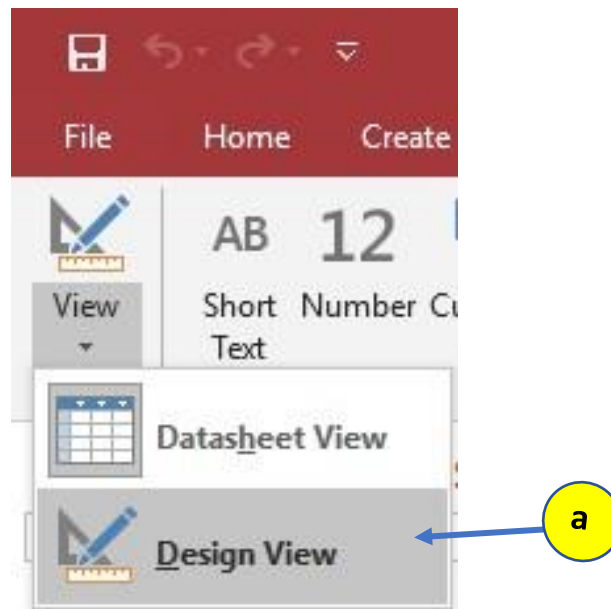 File Home Create
AB 12
View Short Number
Text
Datasheet View
Design View
a